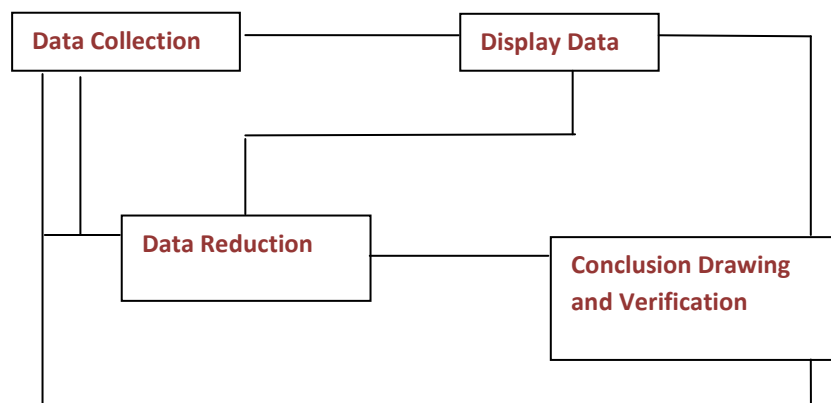 Data Collection
Display Data
Data Reduction
Conclusion Drawing
and Verification